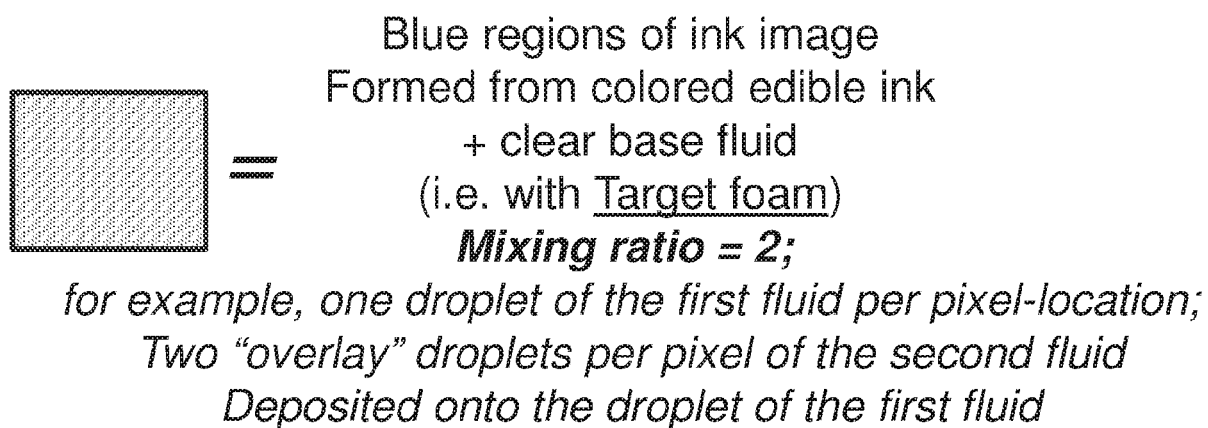 Blue regions of ink image
Formed from colored edible ink
= + clear base fluid
(i.e. with Target foam)
Mixing ratio = 2;
for example, one droplet of the first fluid per pixel-location;
Two “overlay” droplets per pixel of the second fluid
Deposited onto the droplet of the first fluid